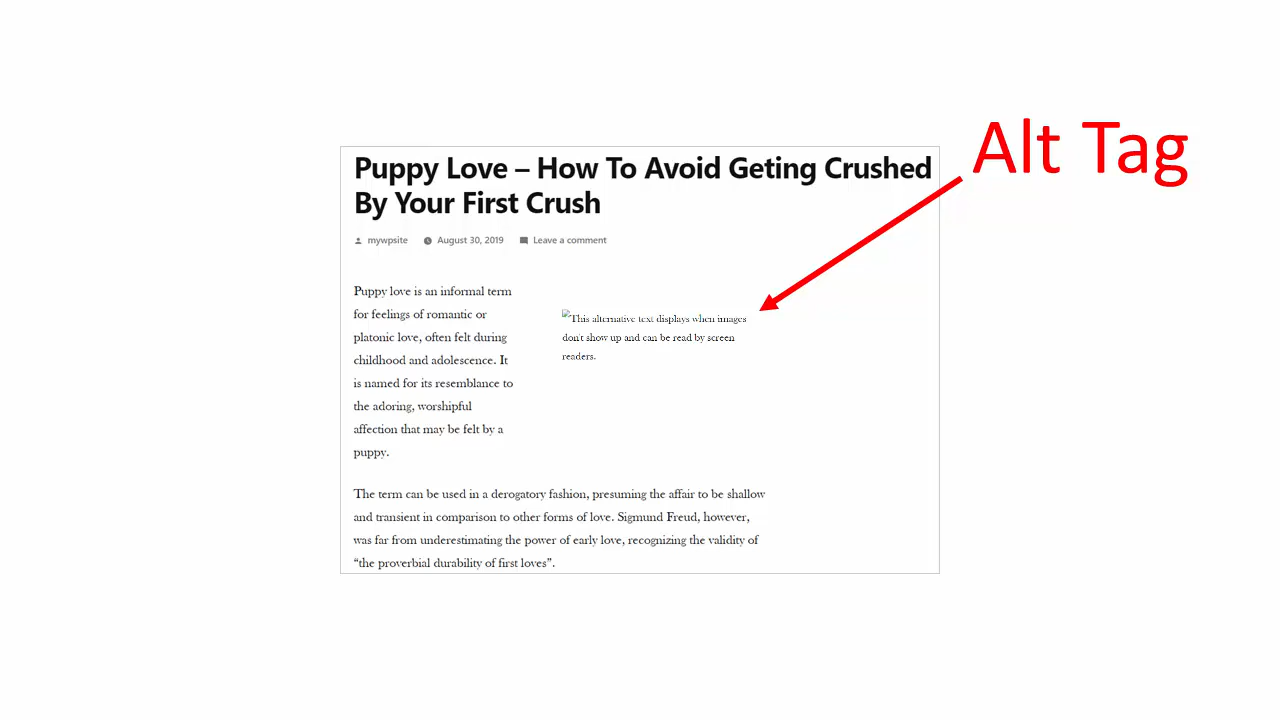 Alt Tag
Puppy Love – How To Avoid Geting Crushed
By Your First Crush
mywpsite August 30, 2019 Leave a comment
Puppy love is an informal term
for feelings of romantic or
platonic love, often felt during
childhood and adolescence. It
is named for its resemblance to
the adoring, worshipful
affection that may be felt by a
puppy.
This alternative text displays when images
don't show up and can be read by screen
readers.
The term can be used in a derogatory fashion, presuming the affair to be shallow
and transient in comparison to other forms of love. Sigmund Freud, however,
was far from underestimating the power of early love, recognizing the validity of
“the proverbial durability of first loves”.